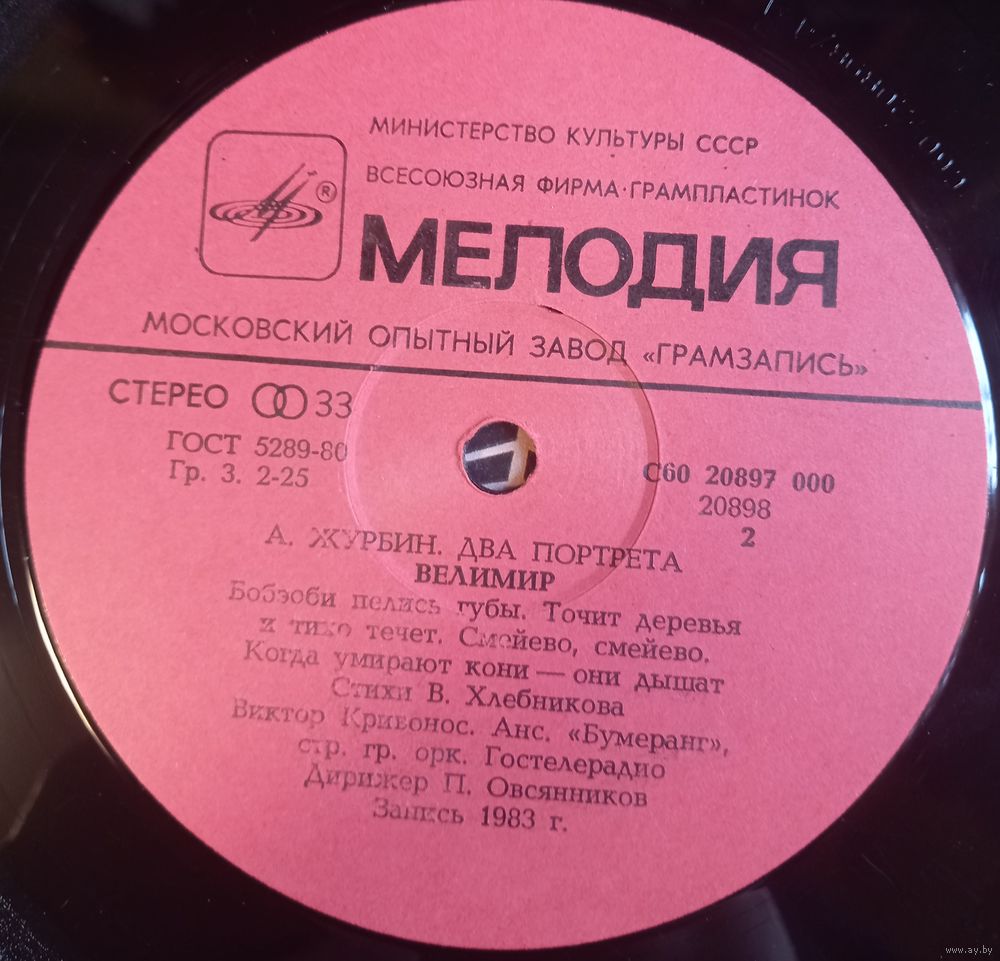 МИНИСТЕРСТВО КУЛЬТУРЫ СССР
ВСЕСОЮЗНАЯ ФИРМА·ГРАМПЛАСТИНОК
®
МЕЛОДИЯ
МОСКОВСКИЙ ОПЫТНЫЙ ЗАВОД «ГРАМЗАПИСЬ»
СТЕРЕО 33
ГОСТ 5289-80
Гр. 3. 2-25
С60 20897 000
20898
2
А. ЖУРБИН. ДВА ПОРТРЕТА
ВЕЛИМИР
Бобэоби пелись губы. Точит деревья
и тихо течет. Смейево, смейево.
Когда умирают кони — они дышат
Стихи В. Хлебникова
Виктор Кривонос. Анс. «Бумеранг»,
стр. гр. орк. Гостелерадио
Дирижер П. Овсянников
Запись 1983 г.
www.ay.by